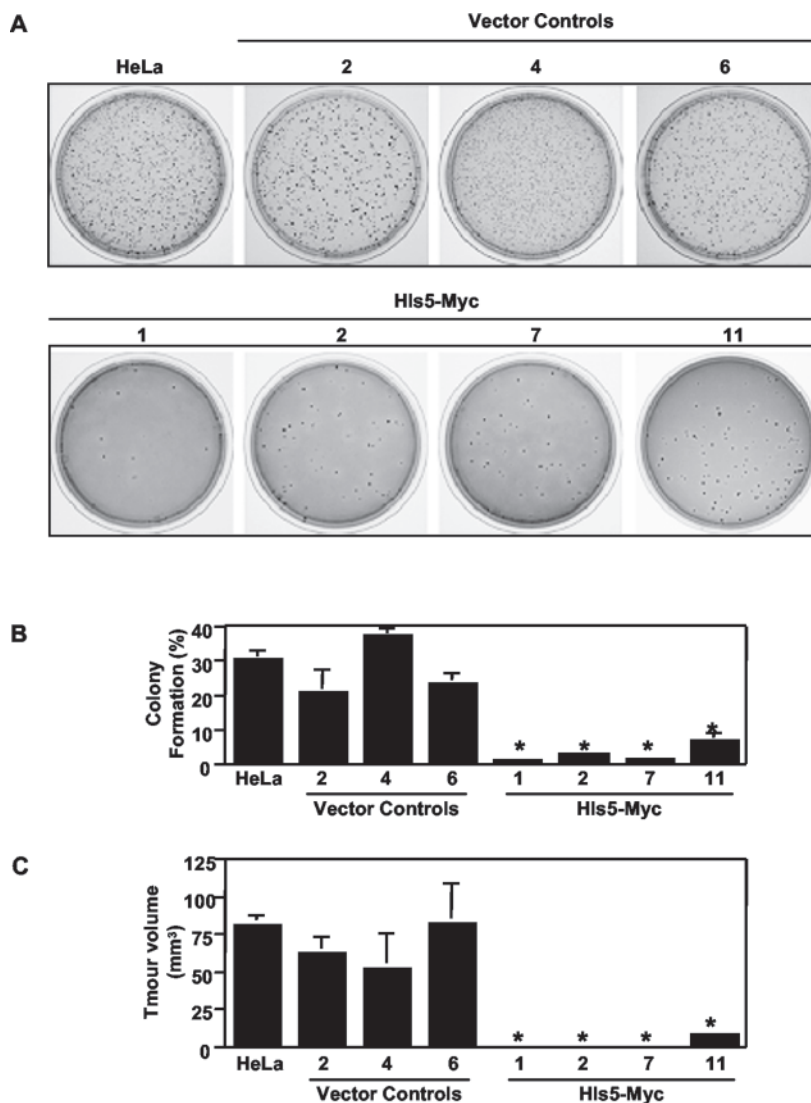 A
Vector Controls
HeLa 2 4 6
Hls5-Myc
1 2 7 11
B
Colony
Formation (%)
40
30
20
10
0
* * * *
HeLa 2 4 6 1 2 7 11
Vector Controls Hls5-Myc
C
Tmour volume
(mm³)
125
100
75
50
25
0
* * * *
HeLa 2 4 6 1 2 7 11
Vector Controls Hls5-Myc